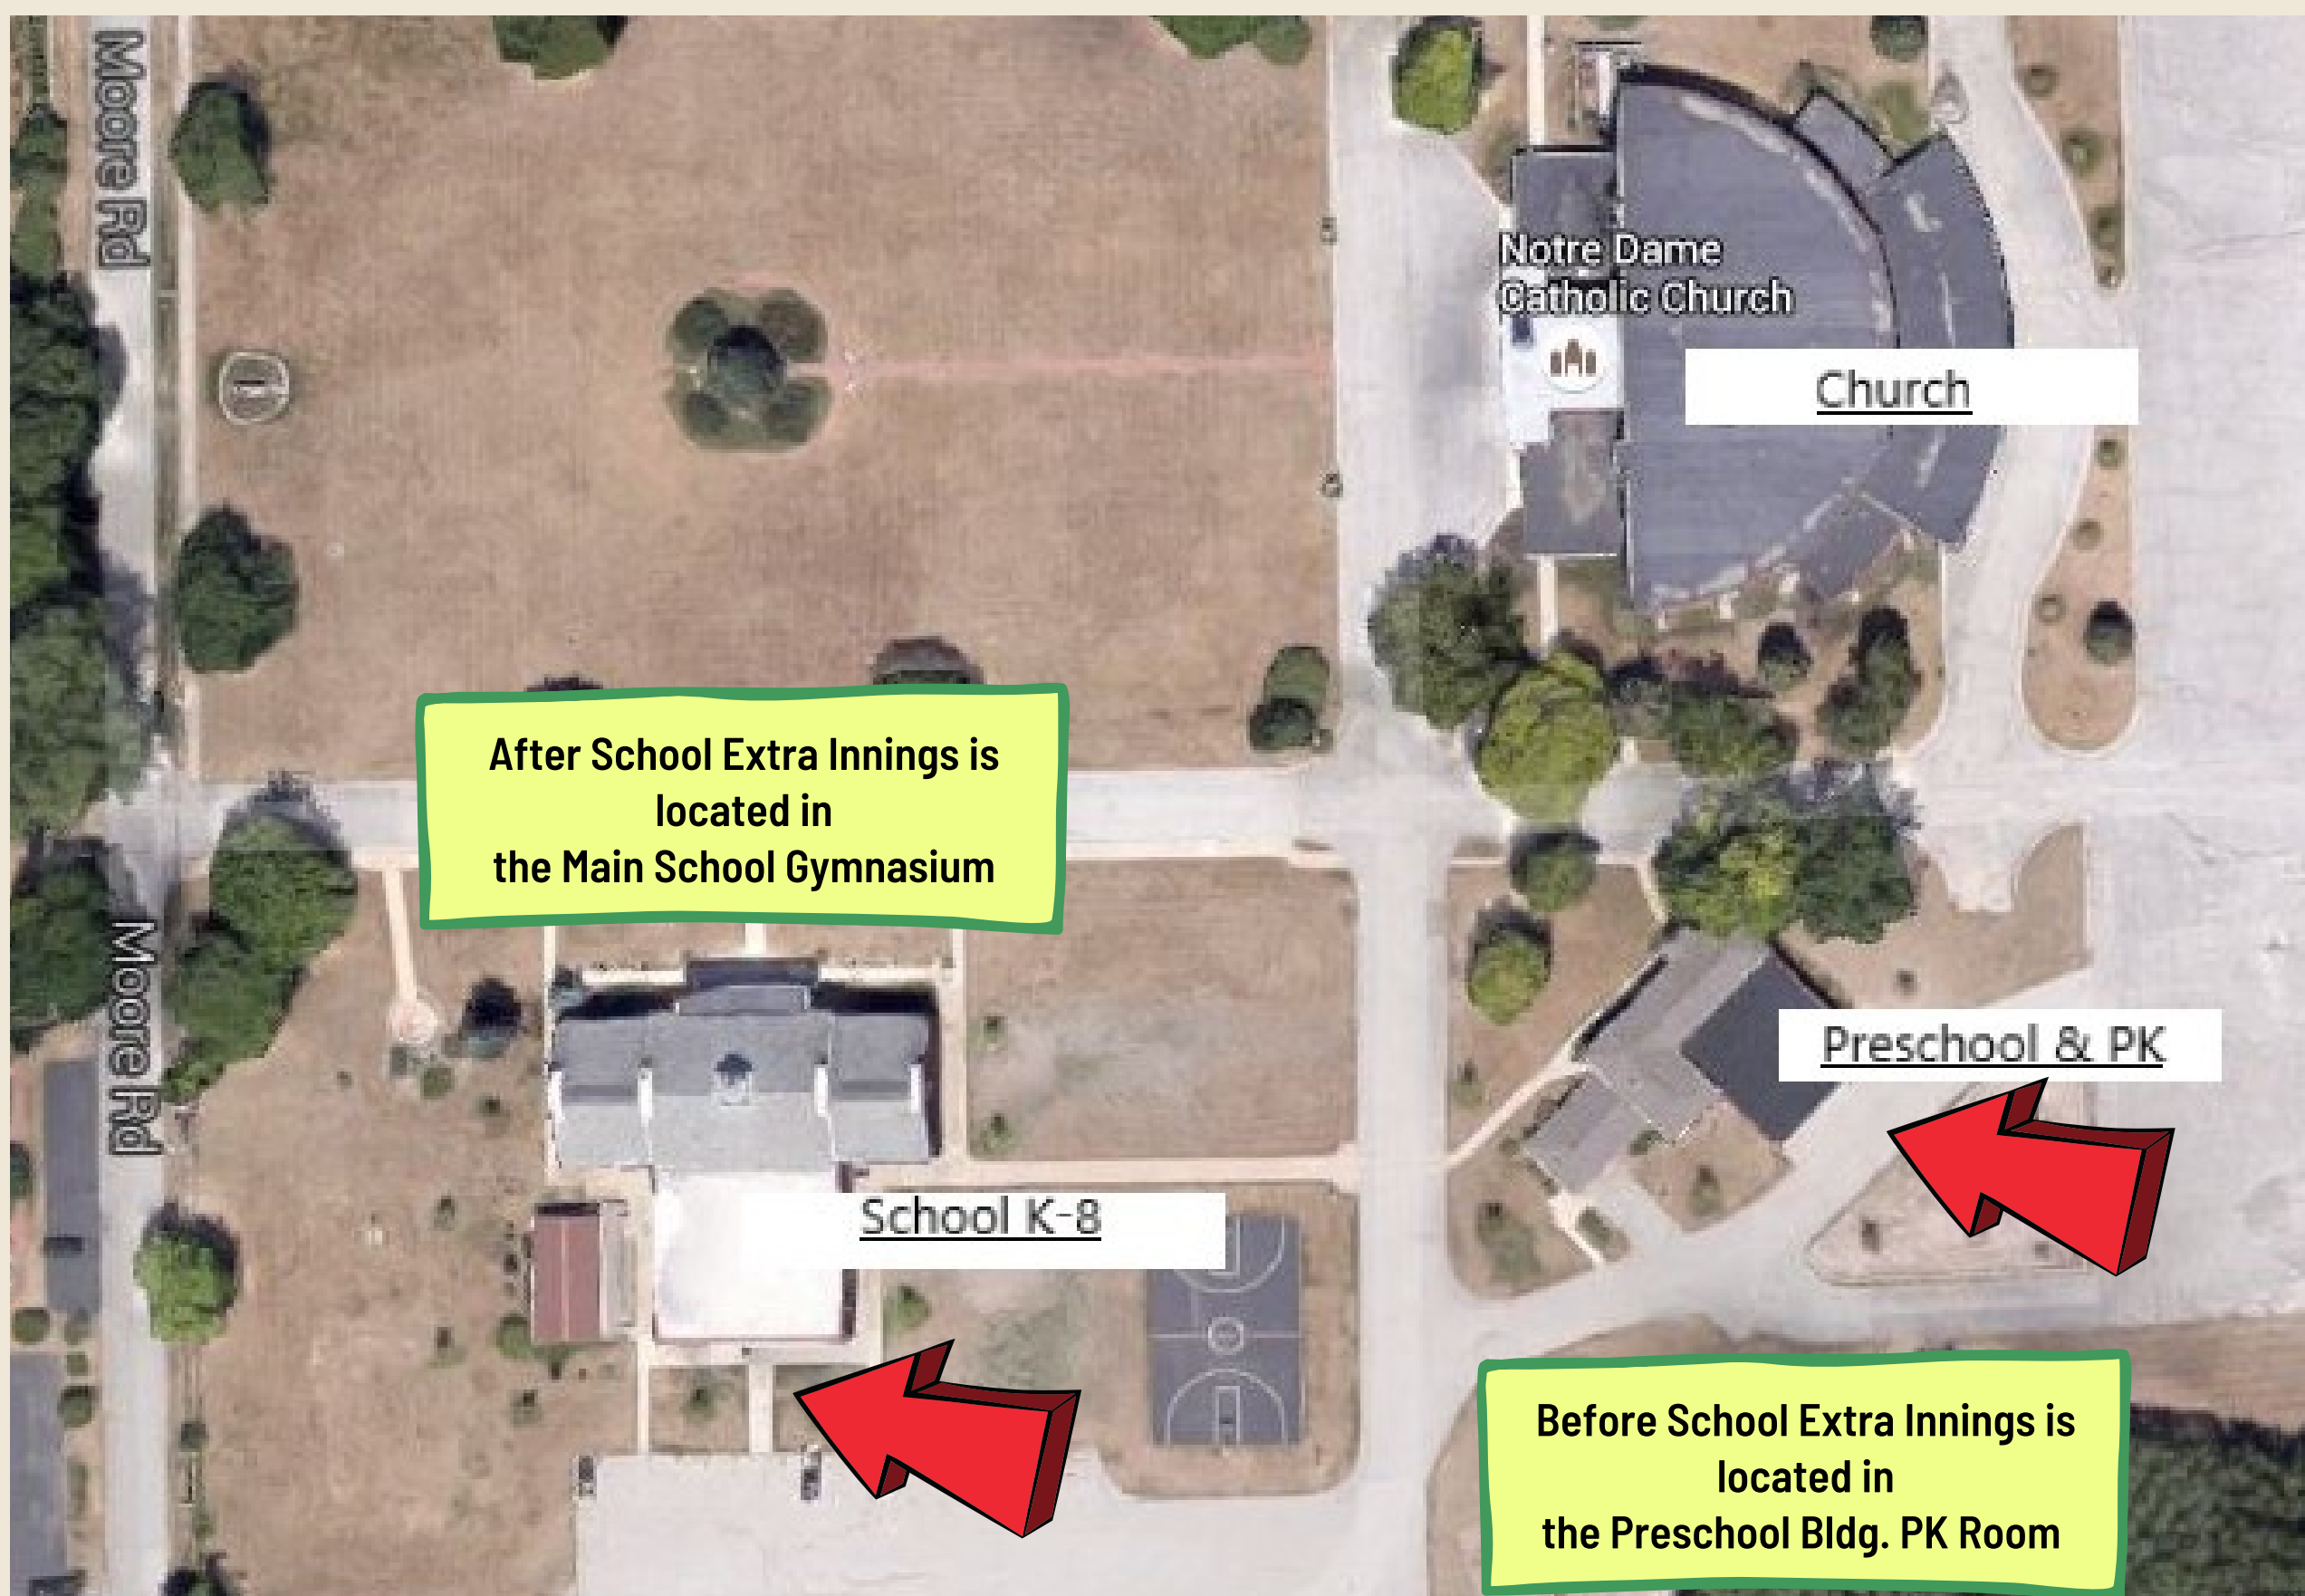 Moore Rd
Notre Dame
Catholic Church
Church
After School Extra Innings is
located in
the Main School Gymnasium
Moore Rd
Preschool & PK
School K-8
Before School Extra Innings is
located in
the Preschool Bldg. PK Room